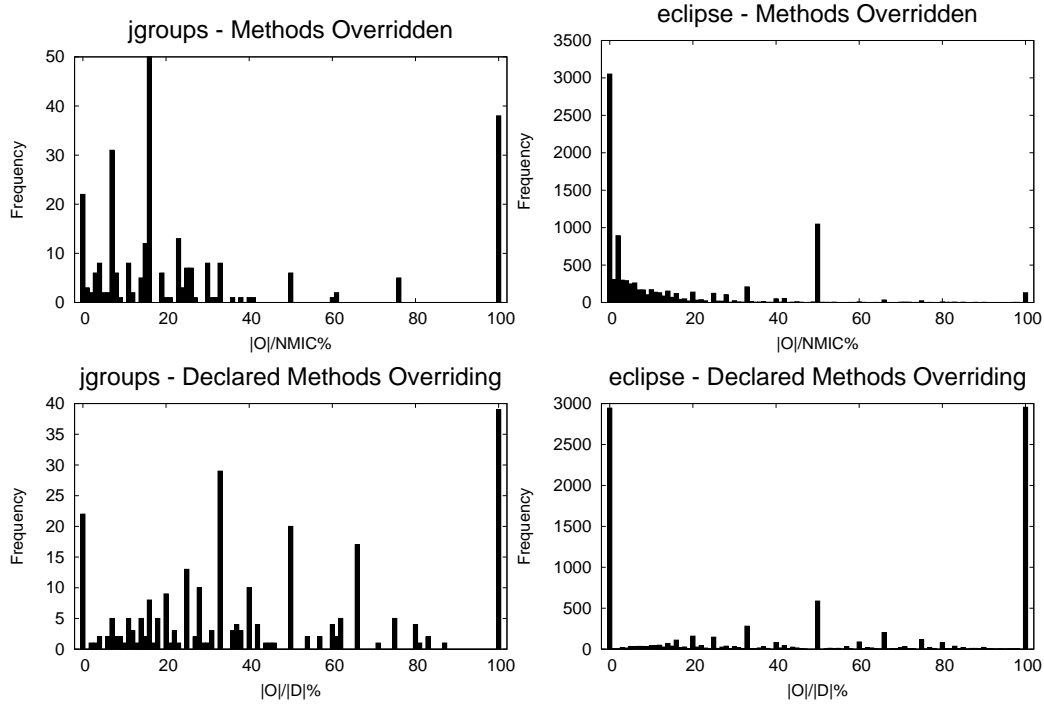 jgroups - Methods Overridden
50
40
30
20
10
0
Frequency
0 20 40 60 80 100
|O|/NMIC%
eclipse - Methods Overridden
3500
3000
2500
2000
1500
1000
500
0
Frequency
0 20 40 60 80 100
|O|/NMIC%
jgroups - Declared Methods Overriding
40
35
30
25
20
15
10
5
0
Frequency
0 20 40 60 80 100
|O|/|D|%
eclipse - Declared Methods Overriding
3000
2500
2000
1500
1000
500
0
Frequency
0 20 40 60 80 100
|O|/|D|%